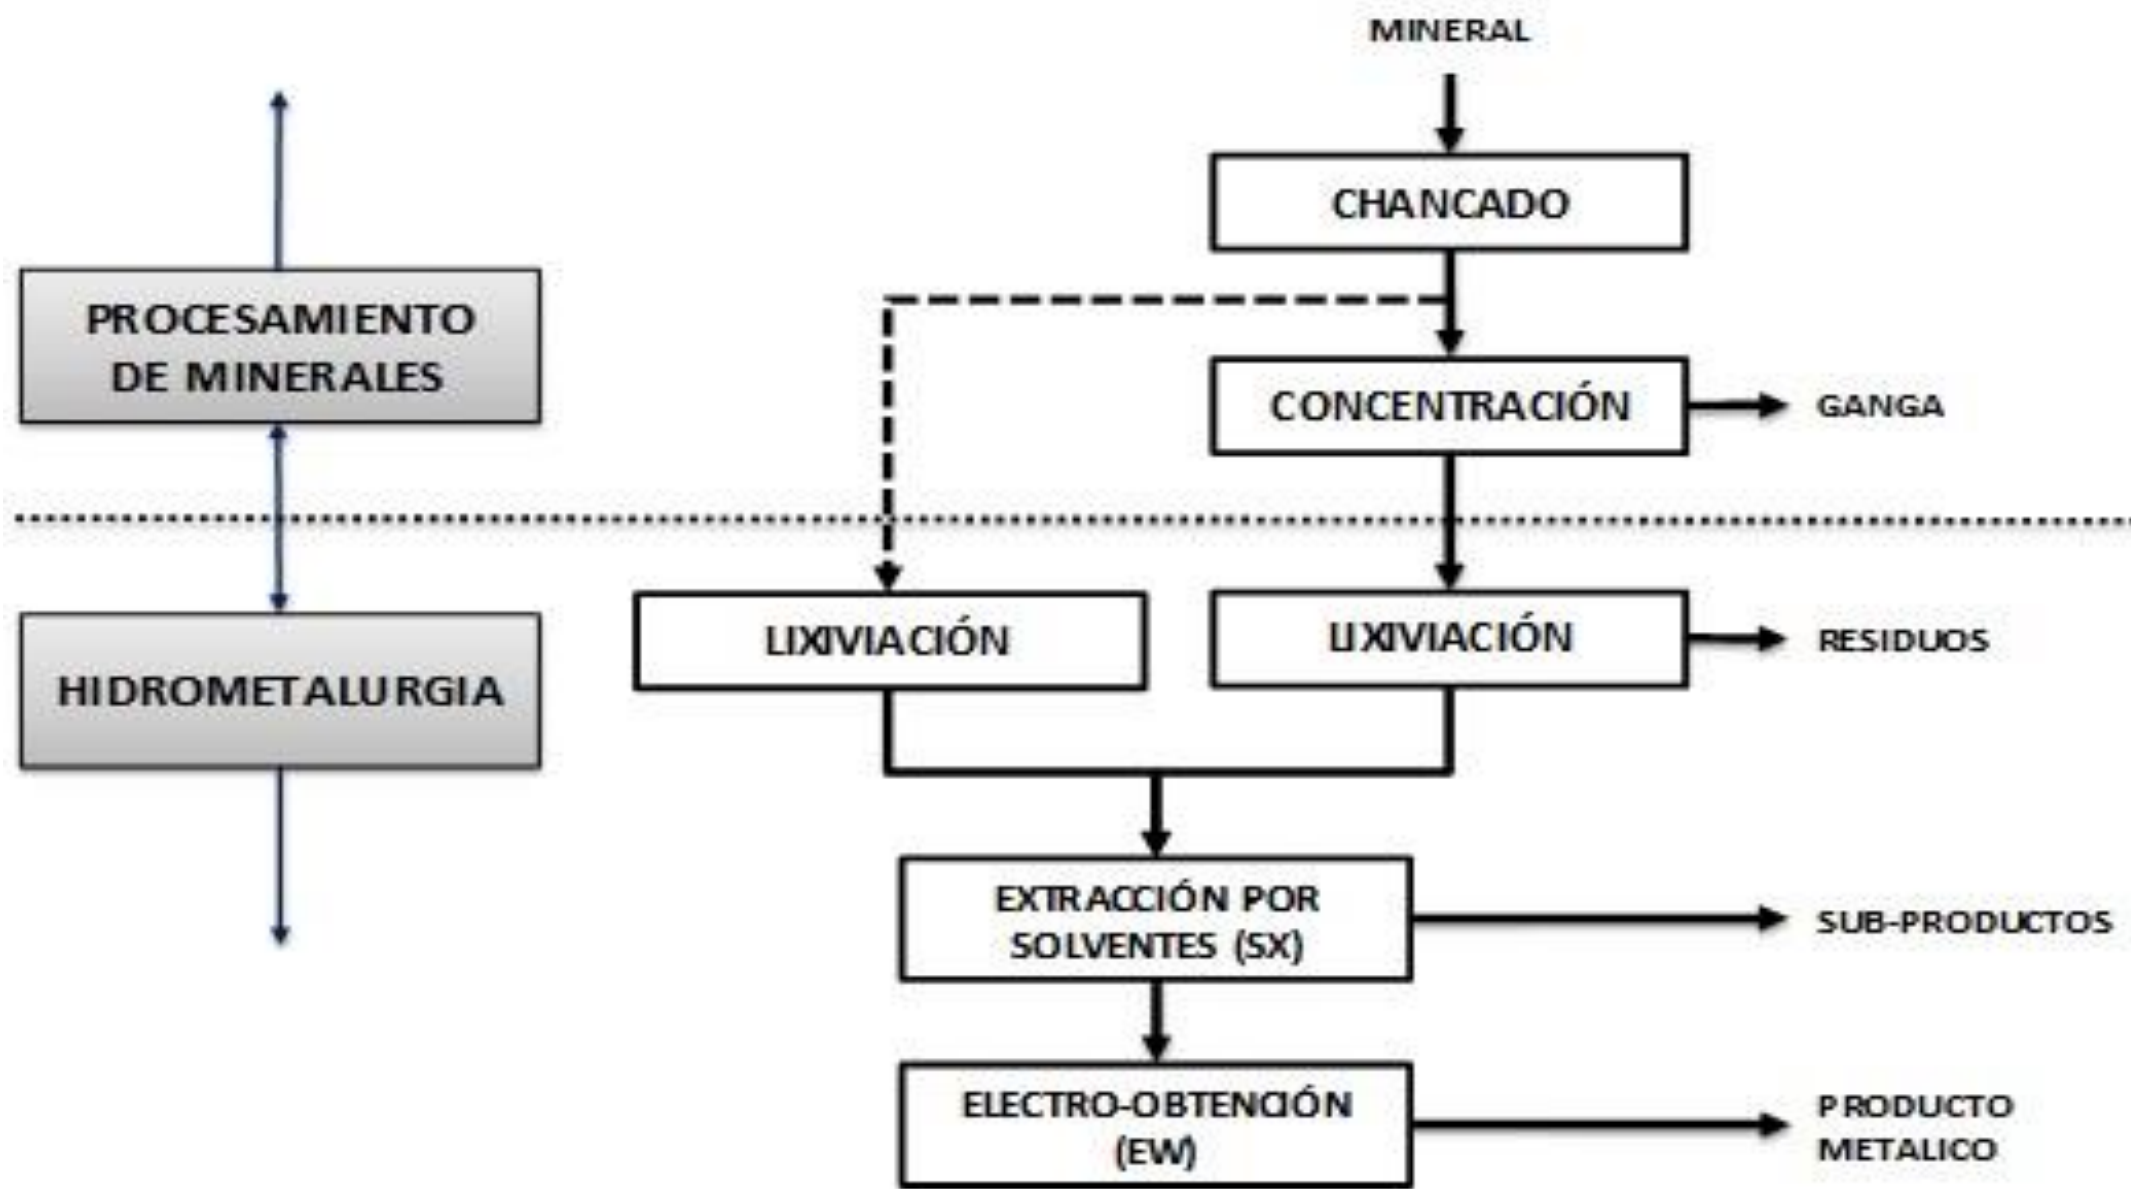 MINERAL
CHANCADO
PROCESAMIENTO
DE MINERALES
CONCENTRACIÓN
GANGA
LIXIVIACIÓN
LIXIVIACIÓN
RESIDUOS
HIDROMETALURGIA
EXTRACCIÓN POR
SOLVENTES (SX)
SUB-PRODUCTOS
ELECTRO-OBTENCIÓN
(EW)
PRODUCTO
METALICO